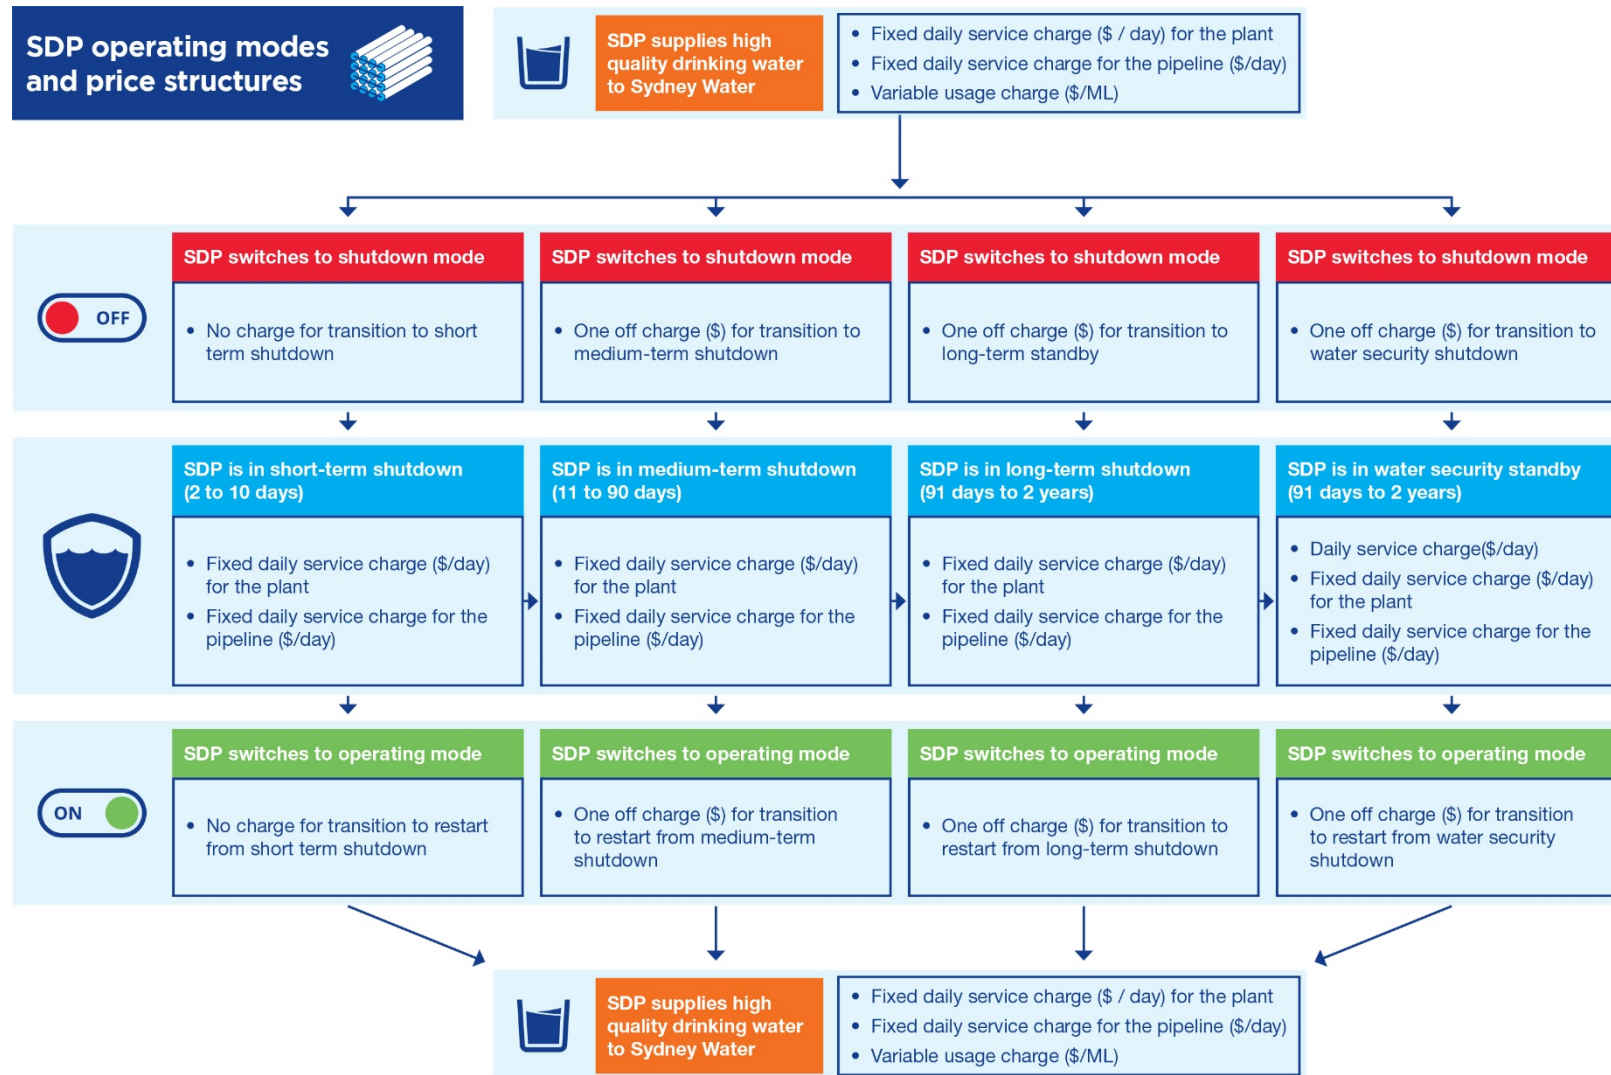 SDP operating modes
and price structures
SDP supplies high
quality drinking water
to Sydney Water
• Fixed daily service charge ($ / day) for the plant
• Fixed daily service charge for the pipeline ($/day)
• Variable usage charge ($/ML)
OFF
SDP switches to shutdown mode
• No charge for transition to short
term shutdown
SDP switches to shutdown mode
• One off charge ($) for transition to
medium-term shutdown
SDP switches to shutdown mode
• One off charge ($) for transition to
long-term standby
SDP switches to shutdown mode
• One off charge ($) for transition to
water security shutdown
SDP is in short-term shutdown
(2 to 10 days)
• Fixed daily service charge ($/day)
for the plant
• Fixed daily service charge for the
pipeline ($/day)
SDP is in medium-term shutdown
(11 to 90 days)
• Fixed daily service charge ($/day)
for the plant
• Fixed daily service charge for the
pipeline ($/day)
SDP is in long-term shutdown
(91 days to 2 years)
• Fixed daily service charge ($/day)
for the plant
• Fixed daily service charge for the
pipeline ($/day)
SDP is in water security standby
(91 days to 2 years)
• Daily service charge($/day)
• Fixed daily service charge ($/day)
for the plant
• Fixed daily service charge for the
pipeline ($/day)
ON
SDP switches to operating mode
• No charge for transition to restart
from short term shutdown
SDP switches to operating mode
• One off charge ($) for transition
to restart from medium-term
shutdown
SDP switches to operating mode
• One off charge ($) for transition to
restart from long-term shutdown
SDP switches to operating mode
• One off charge ($) for transition
to restart from water security
shutdown
SDP supplies high
quality drinking water
to Sydney Water
• Fixed daily service charge ($ / day) for the plant
• Fixed daily service charge for the pipeline ($/day)
• Variable usage charge ($/ML)